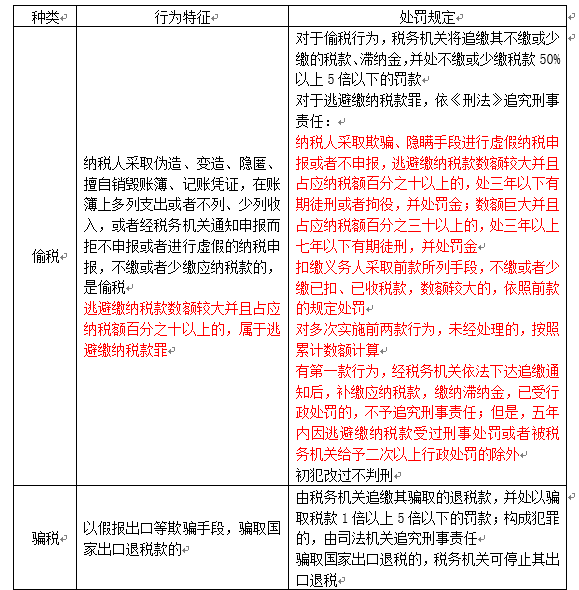 种类
行为特征
处罚规定
偷税
纳税人采取伪造、变造、隐匿、
擅自销毁账簿、记账凭证，在账
簿上多列支出或者不列、少列收
入，或者经税务机关通知申报而
拒不申报或者进行虚假的纳税申
报，不缴或者少缴应纳税款的，
是偷税
逃避缴纳税款数额较大并且占应
纳税额百分之十以上的，属于逃
避缴纳税款罪
对于偷税行为，税务机关将追缴其不缴或少
缴的税款、滞纳金，并处不缴或少缴税款 50%
以上 5 倍以下的罚款
对于逃避缴纳税款罪，依《刑法》追究刑事
责任：
纳税人采取欺骗、隐瞒手段进行虚假纳税申
报或者不申报，逃避缴纳税款数额较大并且
占应纳税额百分之十以上的，处三年以下有
期徒刑或者拘役，并处罚金；数额巨大并且
占应纳税额百分之三十以上的，处三年以上
七年以下有期徒刑，并处罚金
扣缴义务人采取前款所列手段，不缴或者少
缴已扣、已收税款，数额较大的，依照前款
的规定处罚
对多次实施前两款行为，未经处理的，按照
累计数额计算
有第一款行为，经税务机关依法下达追缴通
知后，补缴应纳税款，缴纳滞纳金，已受行
政处罚的，不予追究刑事责任；但是，五年
内因逃避缴纳税款受过刑事处罚或者被税
务机关给予二次以上行政处罚的除外
初犯改过不判刑
骗税
以假报出口等欺骗手段，骗取国
家出口退税款的
由税务机关追缴其骗取的退税款，并处以骗
取税款 1 倍以上 5 倍以下的罚款；构成犯罪
的，由司法机关追究刑事责任
骗取国家出口退税的，税务机关可停止其出
口退税